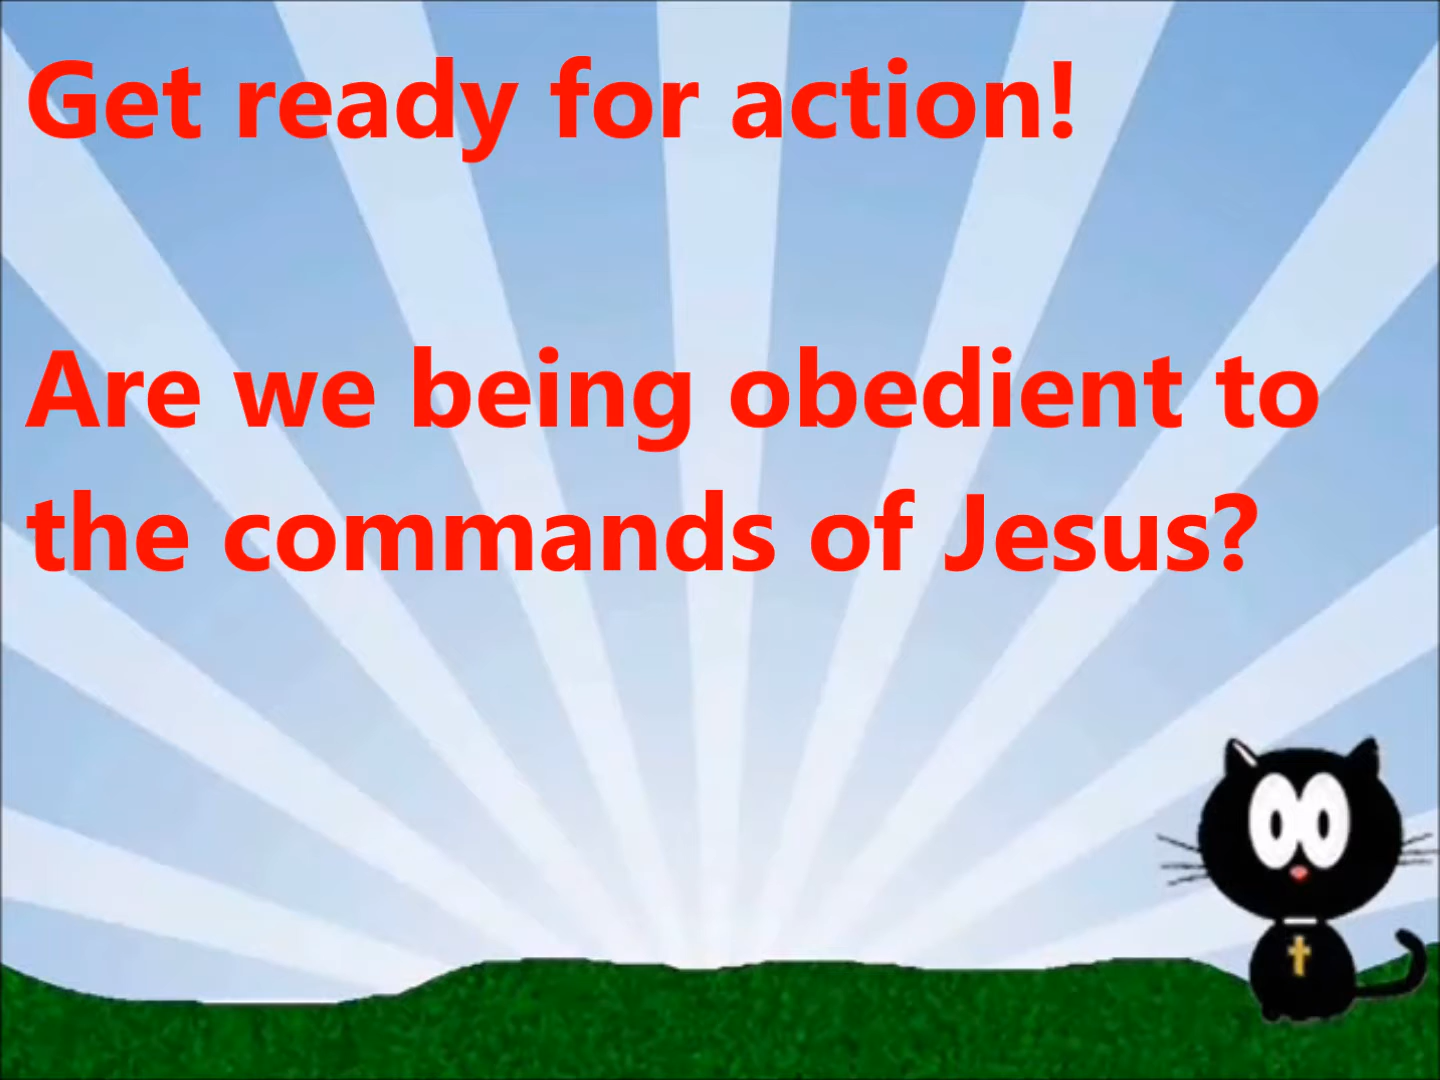 Get ready for action!
Are we being obedient to
the commands of Jesus?